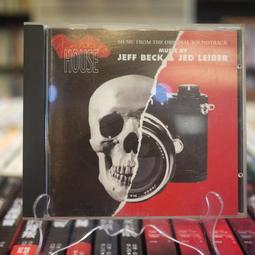 HOUSE
MUSIC FROM THE ORIGINAL SOUNDTRACK
MUSIC BY
JEFF BECK & JED LEIBER